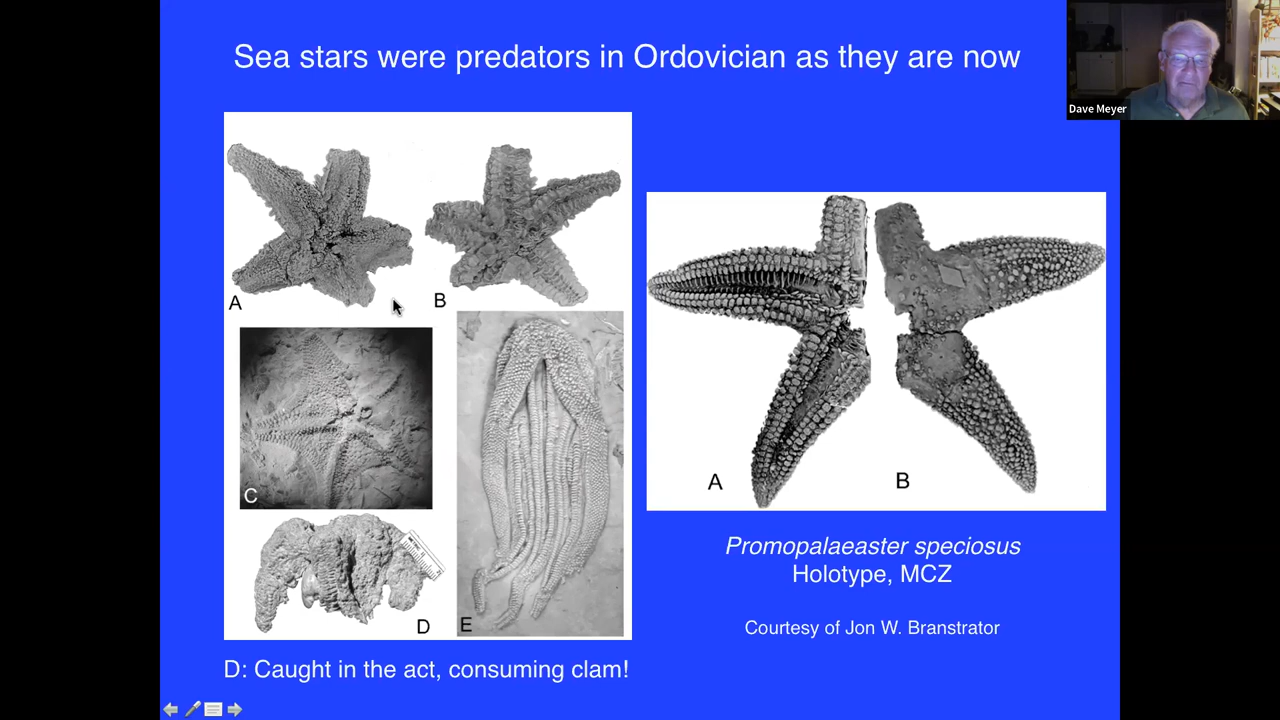 Sea stars were predators in Ordovician as they are now
Dave Meyer
A
B
C
D
E
A
B
Promopalaeaster speciosus
Holotype, MCZ
Courtesy of Jon W. Branstrator
D: Caught in the act, consuming clam!